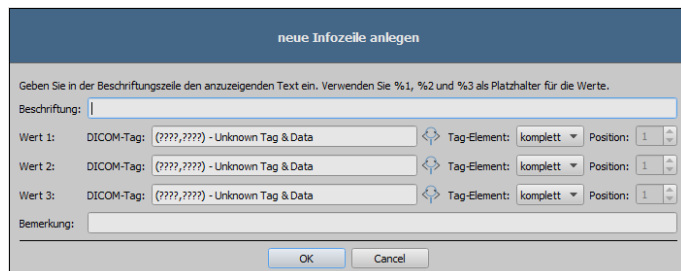 neue Infozeile anlegen
Geben Sie in der Beschriftungszeile den anzuzeigenden Text ein. Verwenden Sie %1, %2 und %3 als Platzhalter für die Werte.
Beschriftung:
Wert 1: DICOM-Tag: (????,????) - Unknown Tag & Data Tag-Element: komplett Position: 1
Wert 2: DICOM-Tag: (????,????) - Unknown Tag & Data Tag-Element: komplett Position: 1
Wert 3: DICOM-Tag: (????,????) - Unknown Tag & Data Tag-Element: komplett Position: 1
Bemerkung:
OK Cancel